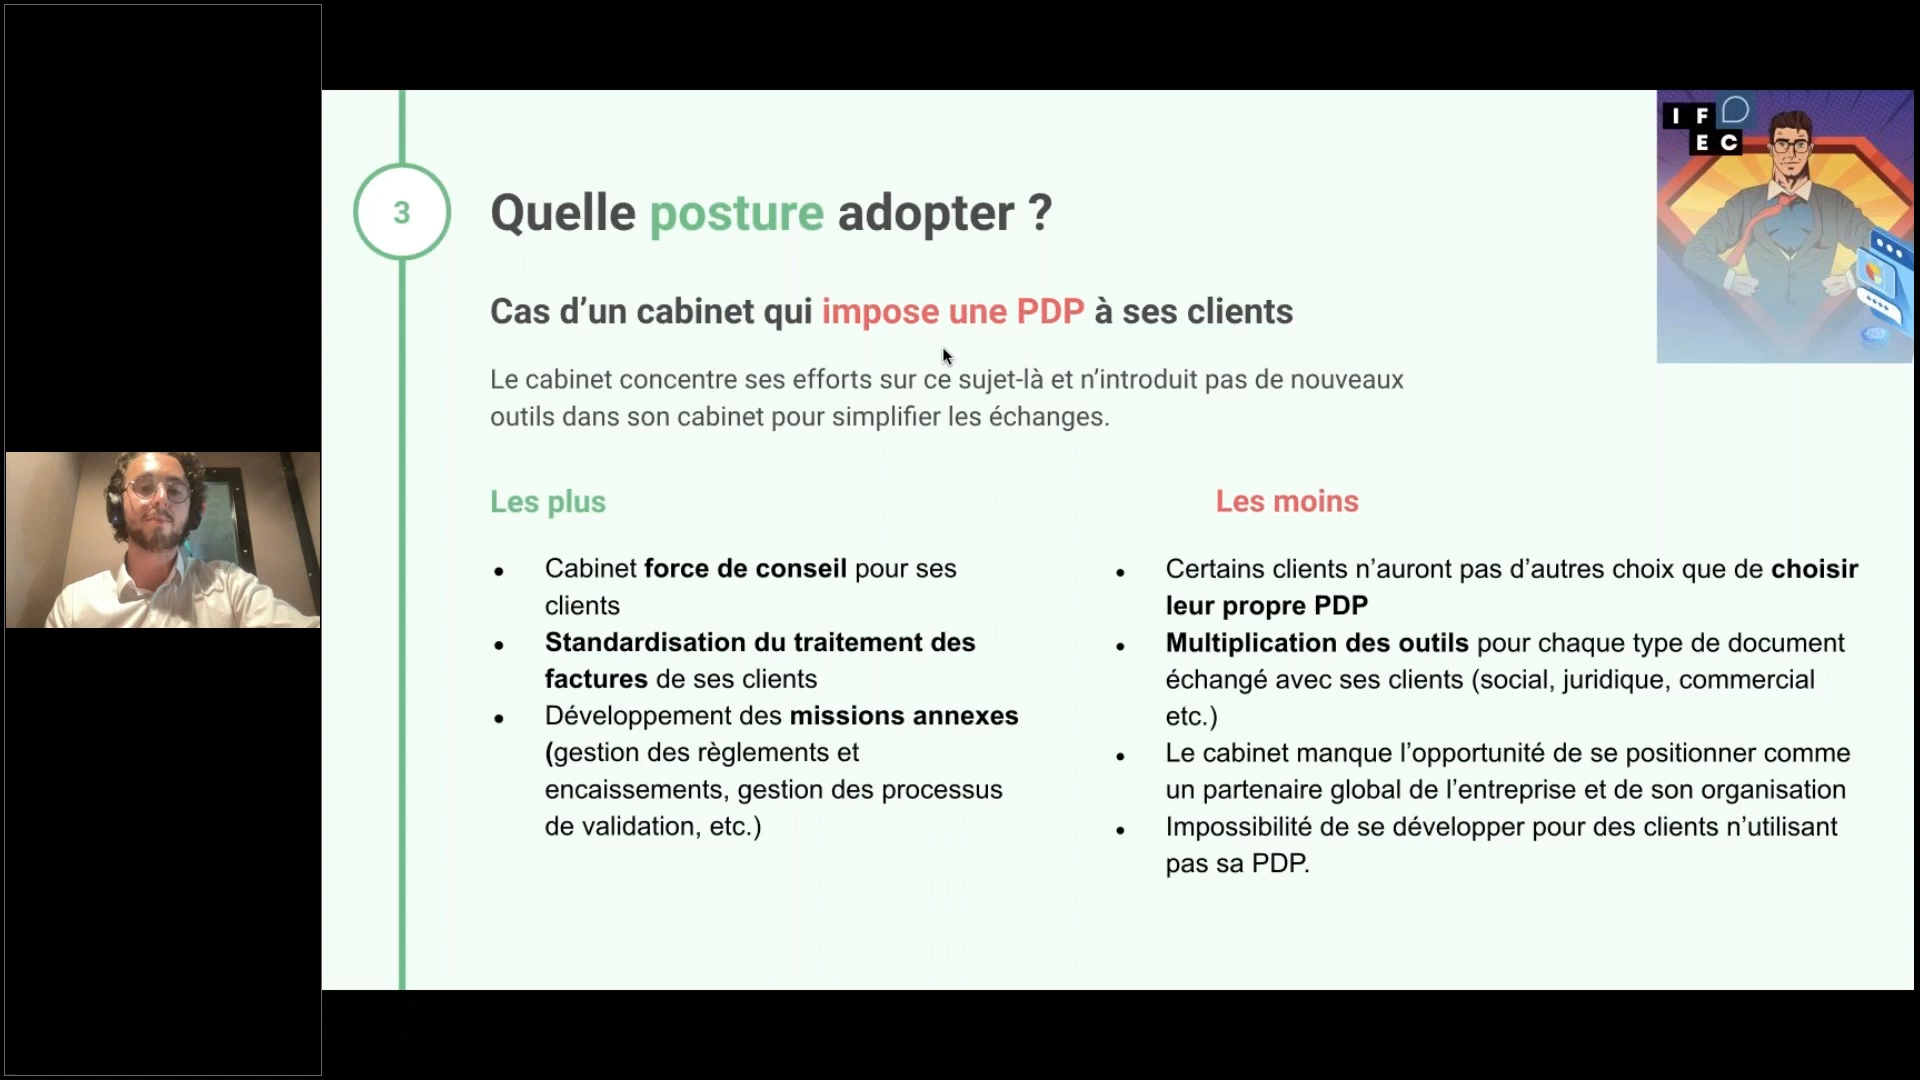 3
Quelle posture adopter ?
Cas d’un cabinet qui impose une PDP à ses clients
Le cabinet concentre ses efforts sur ce sujet-là et n’introduit pas de nouveaux
outils dans son cabinet pour simplifier les échanges.
Les plus
• Cabinet force de conseil pour ses
clients
• Standardisation du traitement des
factures de ses clients
• Développement des missions annexes
(gestion des règlements et
encaissements, gestion des processus
de validation, etc.)
Les moins
• Certains clients n’auront pas d’autres choix que de choisir
leur propre PDP
• Multiplication des outils pour chaque type de document
échangé avec ses clients (social, juridique, commercial
etc.)
• Le cabinet manque l’opportunité de se positionner comme
un partenaire global de l’entreprise et de son organisation
• Impossibilité de se développer pour des clients n’utilisant
pas sa PDP.
I F
E C